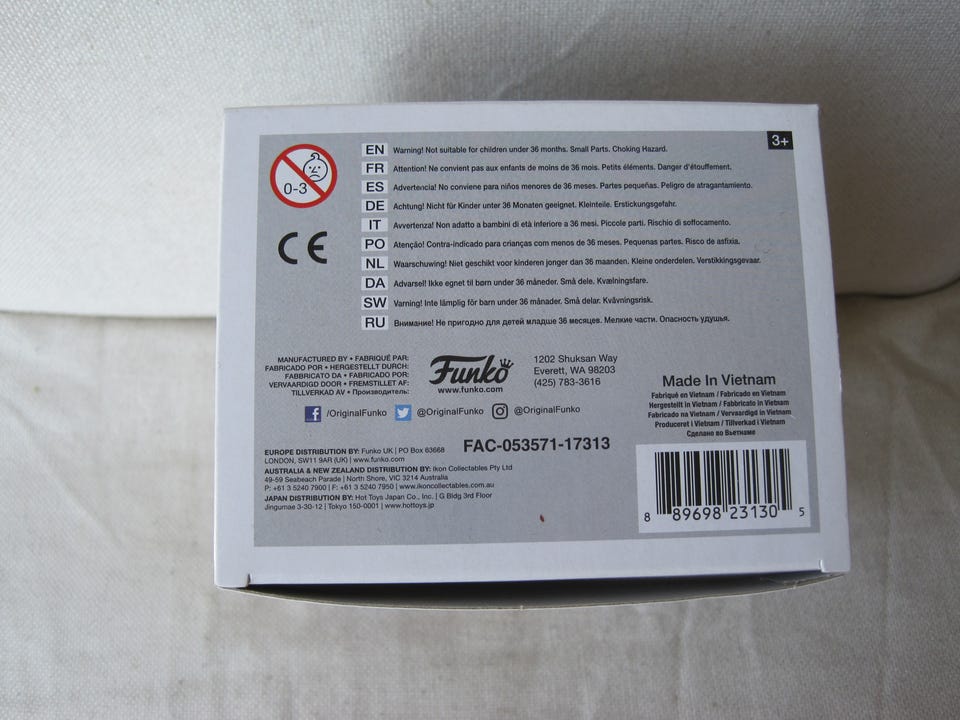 3+
0-3
CE
EN Warning! Not suitable for children under 36 months. Small Parts. Choking Hazard.
FR Attention! Ne convient pas aux enfants de moins de 36 mois. Petits éléments. Danger d'étouffement.
ES Advertencia! No conviene para niños menores de 36 meses. Partes pequeñas. Peligro de atragantamiento.
DE Achtung! Nicht für Kinder unter 36 Monaten geeignet. Kleinteile. Erstickungsgefahr.
IT Avvertenza! Non adatto a bambini di età inferiore a 36 mesi. Piccole parti. Rischio di soffocamento.
PO Atenção! Contra-indicado para crianças com menos de 36 meses. Pequenas partes. Risco de asfixia.
NL Waarschuwing! Niet geschikt voor kinderen jonger dan 36 maanden. Kleine onderdelen. Verstikkingsgevaar.
DA Advarsel! Ikke egnet til børn under 36 måneder. Små dele. Kvælningsfare.
SW Varning! Inte lämplig för barn under 36 månader. Små delar. Kvävningsrisk.
RU Внимание! Не пригодно для детей младше 36 месяцев. Мелкие части. Опасность удушья.
MANUFACTURED BY • FABRIQUÉ PAR:
FABRICADO POR • HERGESTELLT DURCH:
FABBRICATO DA • FABRICADO POR:
VERVAARDIGD DOOR • FREMSTILLET AF:
TILLVERKAD AV • Производитель:
Funko
www.funko.com
1202 Shuksan Way
Everett, WA 98203
(425) 783-3616
/OriginalFunko @OriginalFunko @OriginalFunko
Made In Vietnam
Fabriqué en Vietnam / Fabricado en Vietnam
Hergestellt in Vietnam / Fabbricato in Vietnam
Fabricado na Vietnam / Vervaardigd in Vietnam
Produceret i Vietnam / Tillverkad i Vietnam
Сделано во Вьетнаме
FAC-053571-17313
EUROPE DISTRIBUTION BY: Funko UK | PO Box 63668
LONDON, SW11 9AR (UK) | www.funko.com
AUSTRALIA & NEW ZEALAND DISTRIBUTION BY: Ikon Collectables Pty Ltd
49-59 Seabeach Parade | North Shore, VIC 3214 Australia
P: +61 3 5240 7900 | F: +61 3 5240 7950 | www.ikoncollectables.com.au
JAPAN DISTRIBUTION BY: Hot Toys Japan Co., Inc. | G Bldg 3rd Floor
Jingumae 3-30-12 | Tokyo 150-0001 | www.hottoys.jp
8 89698 23130 5